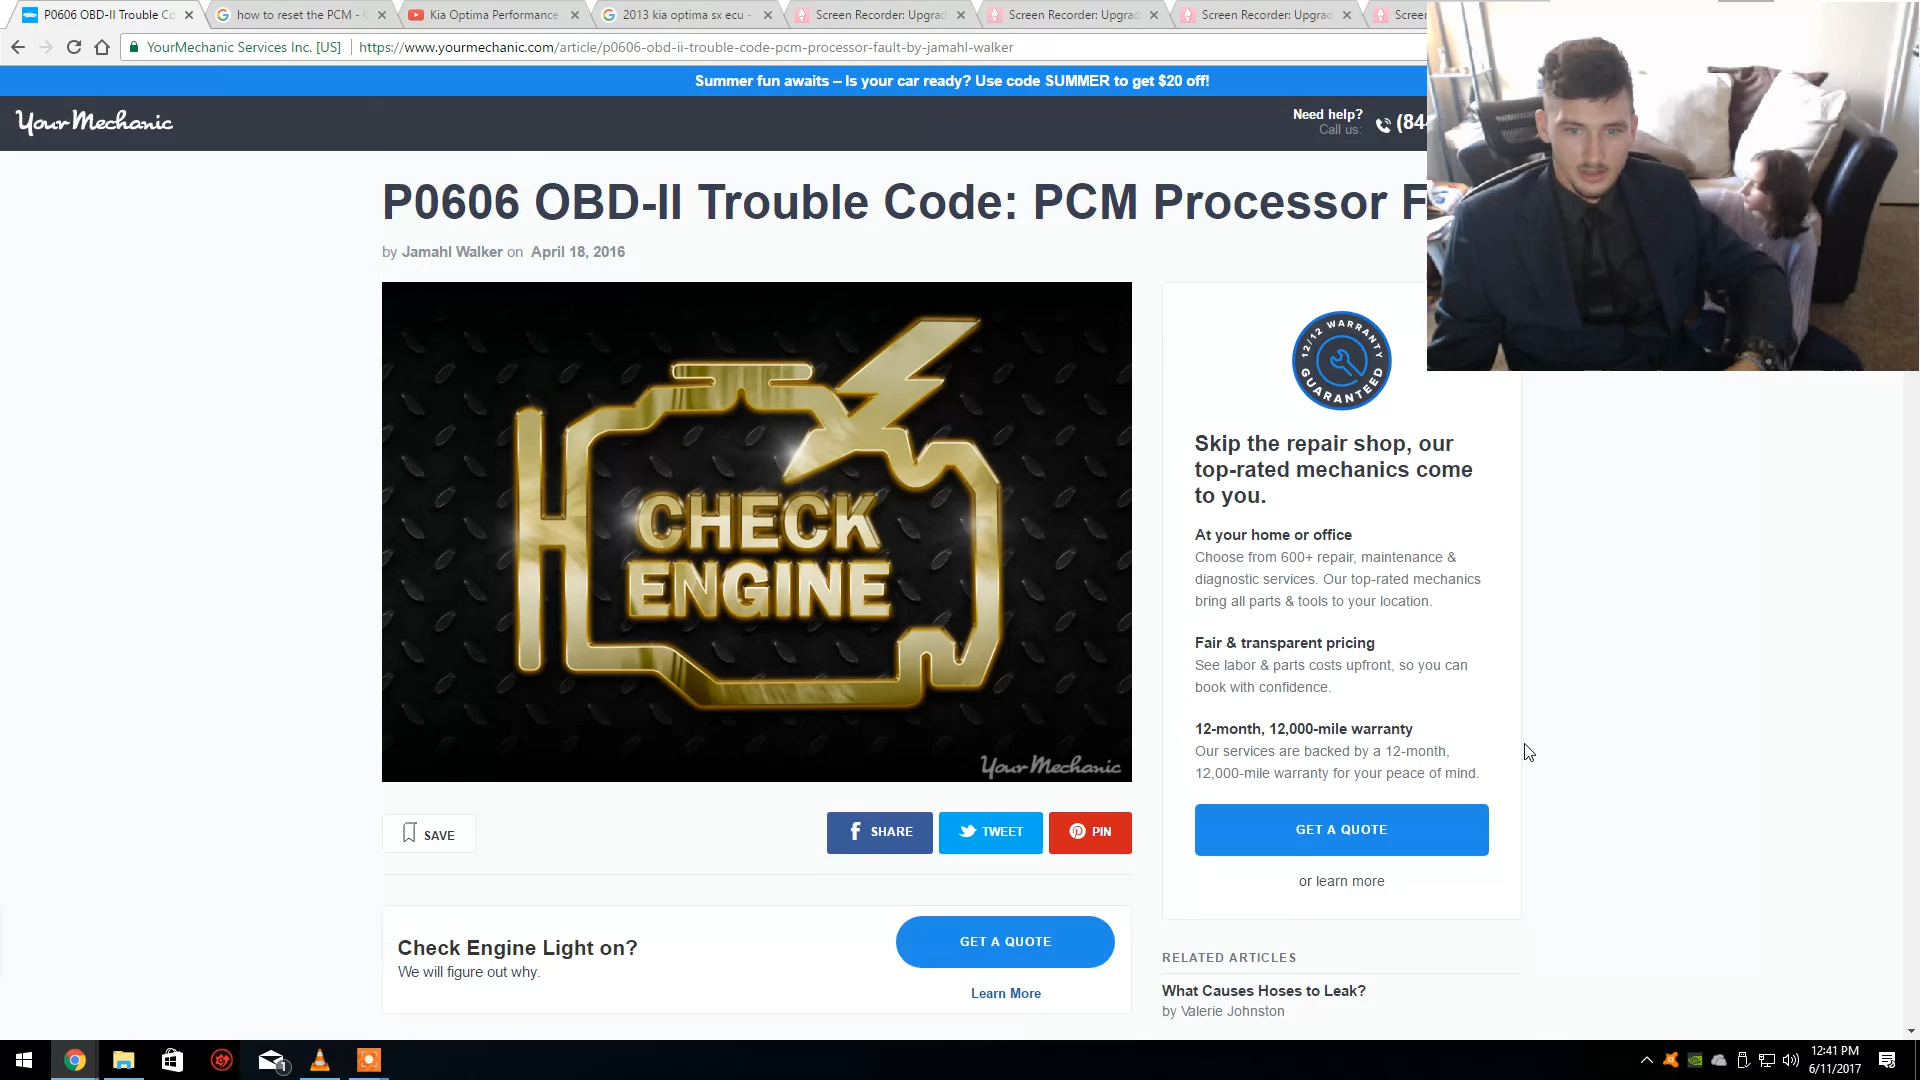 P0606 OBD-II Trouble Co
how to reset the PCM -
Kia Optima Performance
2013 kia optima sx ecu -
Screen Recorder: Upgrad
Screen Recorder: Upgrad
Screen Recorder: Upgrad
Screen
YourMechanic Services Inc. [US] https://www.yourmechanic.com/article/p0606-obd-ii-trouble-code-pcm-processor-fault-by-jamahl-walker
Summer fun awaits – Is your car ready? Use code SUMMER to get $20 off!
YourMechanic
Need help?
Call us:
(84
P0606 OBD-II Trouble Code: PCM Processor F
by Jamahl Walker on April 18, 2016
CHECK
ENGINE
YourMechanic
12/12 WARRANTY
GUARANTEED
Skip the repair shop, our
top-rated mechanics come
to you.
At your home or office
Choose from 600+ repair, maintenance &
diagnostic services. Our top-rated mechanics
bring all parts & tools to your location.
Fair & transparent pricing
See labor & parts costs upfront, so you can
book with confidence.
12-month, 12,000-mile warranty
Our services are backed by a 12-month,
12,000-mile warranty for your peace of mind.
GET A QUOTE
or learn more
SAVE
SHARE
TWEET
PIN
Check Engine Light on?
We will figure out why.
GET A QUOTE
Learn More
RELATED ARTICLES
What Causes Hoses to Leak?
by Valerie Johnston
1
12:41 PM
6/11/2017